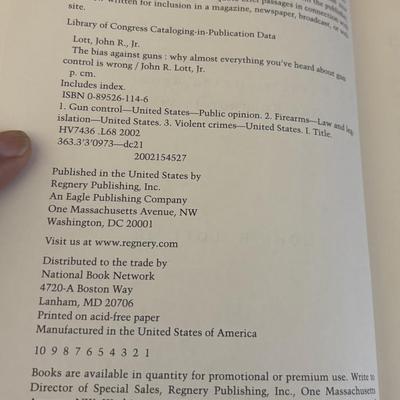 written for inclusion in a magazine, newspaper, broadcast, or web
site.
Library of Congress Cataloging-in-Publication Data
Lott, John R., Jr.
The bias against guns : why almost everything you've heard about gun
control is wrong / John R. Lott, Jr.
p. cm.
Includes index.
ISBN 0-89526-114-6
1. Gun control—United States—Public opinion. 2. Firearms—Law and leg-
islation—United States. 3. Violent crimes—United States. I. Title.
HV7436 .L68 2002
363.3'3'0973—dc21
2002154527
Published in the United States by
Regnery Publishing, Inc.
An Eagle Publishing Company
One Massachusetts Avenue, NW
Washington, DC 20001
Visit us at www.regnery.com
Distributed to the trade by
National Book Network
4720-A Boston Way
Lanham, MD 20706
Printed on acid-free paper
Manufactured in the United States of America
10 9 8 7 6 5 4 3 2 1
Books are available in quantity for promotional or premium use. Write to
Director of Special Sales, Regnery Publishing, Inc., One Massachusetts